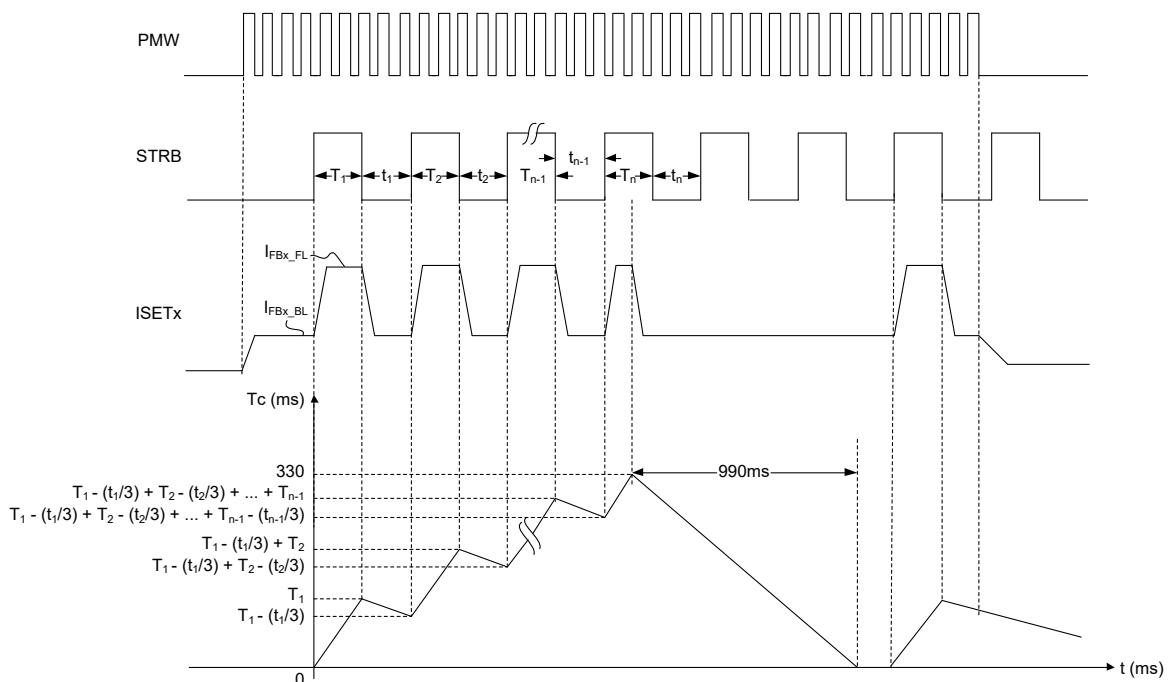 PMW
STRB
T₁ t₁ T₂ t₂ Tₙ₋₁ tₙ₋₁ Tₙ tₙ
I_FBx_FL
ISETx
I_FBx_BL
Tc (ms)
330
990ms
T₁ - (t₁/3) + T₂ - (t₂/3) + ... + Tₙ₋₁
T₁ - (t₁/3) + T₂ - (t₂/3) + ... + Tₙ₋₁ - (tₙ₋₁/3)
T₁ - (t₁/3) + T₂
T₁ - (t₁/3) + T₂ - (t₂/3)
T₁
T₁ - (t₁/3)
0
t (ms)